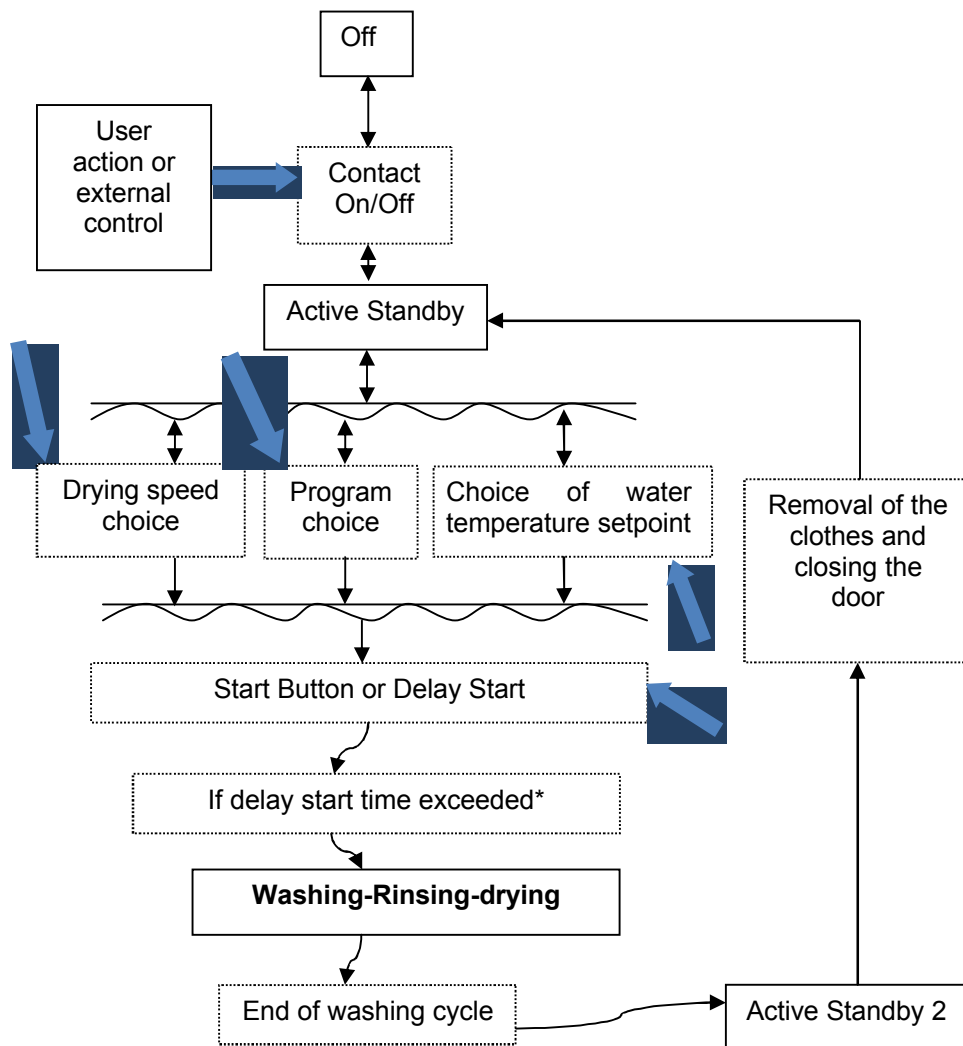 Off
User
action or
external
control
Contact
On/Off
Active Standby
Drying speed
choice
Program
choice
Choice of water
temperature setpoint
Removal of the
clothes and
closing the
door
Start Button or Delay Start
If delay start time exceeded*
Washing-Rinsing-drying
End of washing cycle
Active Standby 2